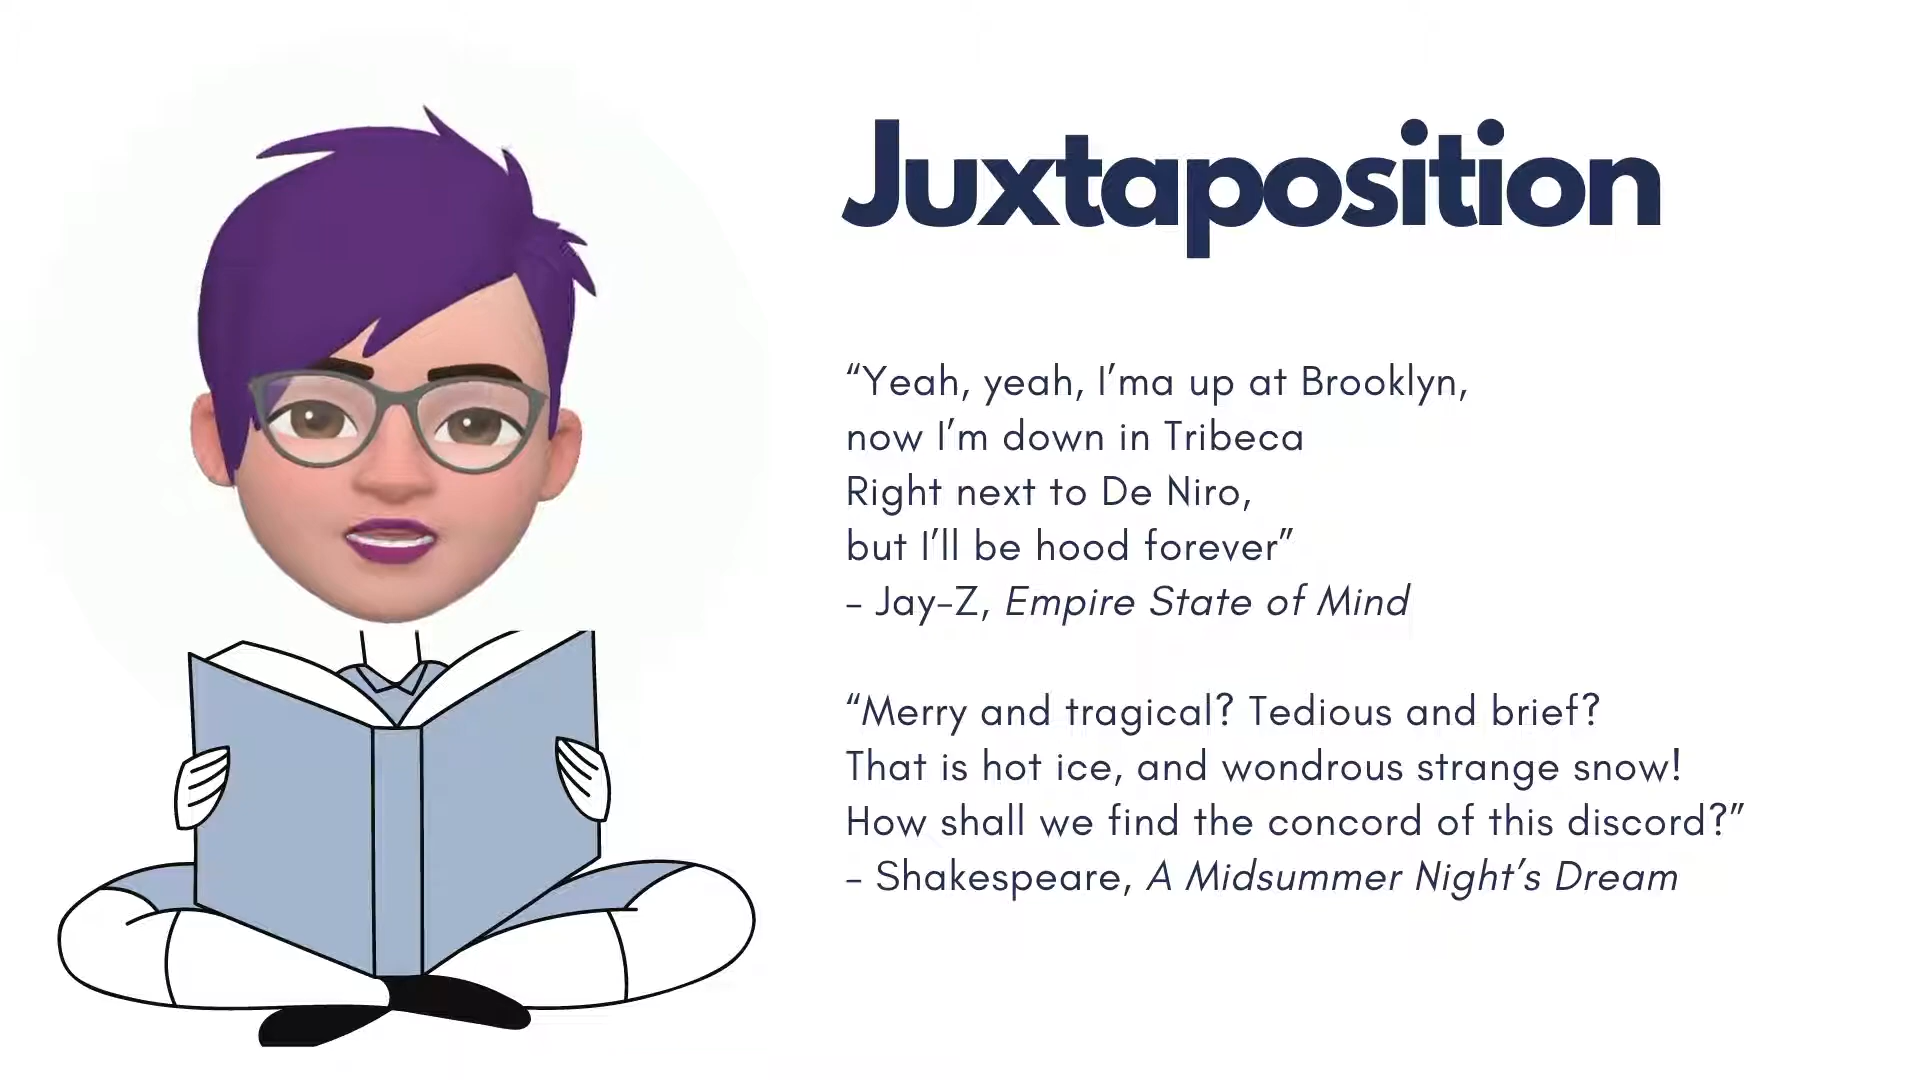 Juxtaposition
“Yeah, yeah, I’ma up at Brooklyn,
now I’m down in Tribeca
Right next to De Niro,
but I’ll be hood forever”
- Jay-Z, Empire State of Mind
“Merry and tragical? Tedious and brief?
That is hot ice, and wondrous strange snow!
How shall we find the concord of this discord?”
- Shakespeare, A Midsummer Night’s Dream